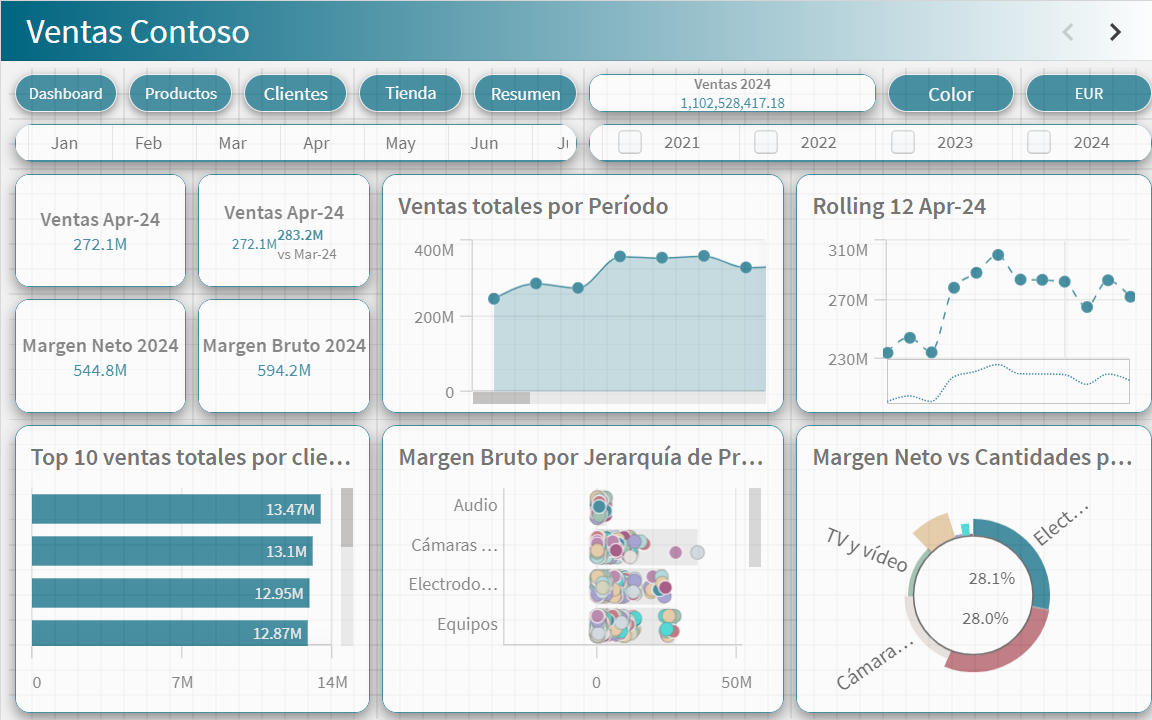 Ventas Contoso
Dashboard
Productos
Clientes
Tienda
Resumen
Ventas 2024
1,102,528,417.18
Color
EUR
Jan
Feb
Mar
Apr
May
Jun
2021
2022
2023
2024
Ventas Apr-24
272.1M
Ventas Apr-24
272.1M
283.2M
vs Mar-24
Margen Neto 2024
544.8M
Margen Bruto 2024
594.2M
Ventas totales por Período
400M
200M
0
Rolling 12 Apr-24
310M
270M
230M
Top 10 ventas totales por clie...
13.47M
13.1M
12.95M
12.87M
0
7M
14M
Margen Bruto por Jerarquía de Pr...
Audio
Cámaras ...
Electrodo...
Equipos
0
50M
Margen Neto vs Cantidades p...
Elect...
TV y vídeo
28.1%
28.0%
Cámara...